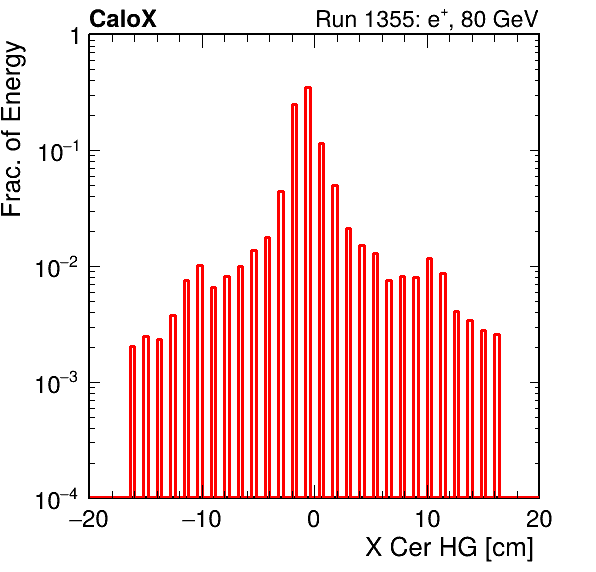 CaloX Run 1355: e⁺, 80 GeV
Frac. of Energy
1
10⁻¹
10⁻²
10⁻³
10⁻⁴
−20 −10 0 10 20
X Cer HG [cm]